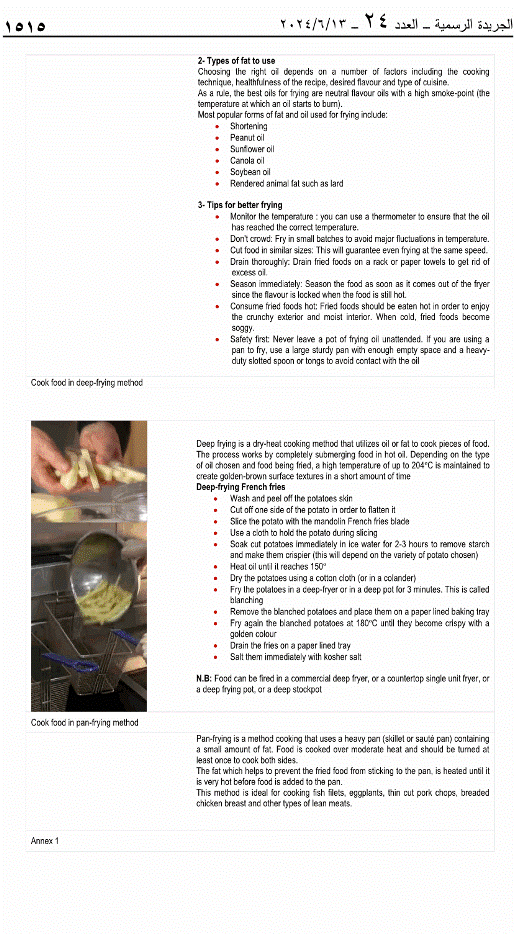 الجريدة الرسمية – العدد ٢٤ – ٢٠٢٤/٦/١٣
١٥١٥
2- Types of fat to use
Choosing the right oil depends on a number of factors including the cooking
technique, healthfulness of the recipe, desired flavour and type of cuisine.
As a rule, the best oils for frying are neutral flavour oils with a high smoke-point (the
temperature at which an oil starts to burn).
Most popular forms of fat and oil used for frying include:
• Shortening
• Peanut oil
• Sunflower oil
• Canola oil
• Soybean oil
• Rendered animal fat such as lard
3- Tips for better frying
• Monitor the temperature : you can use a thermometer to ensure that the oil
has reached the correct temperature.
• Don't crowd: Fry in small batches to avoid major fluctuations in temperature.
• Cut food in similar sizes: This will guarantee even frying at the same speed.
• Drain thoroughly: Drain fried foods on a rack or paper towels to get rid of
excess oil.
• Season immediately: Season the food as soon as it comes out of the fryer
since the flavour is locked when the food is still hot.
• Consume fried foods hot: Fried foods should be eaten hot in order to enjoy
the crunchy exterior and moist interior. When cold, fried foods become
soggy.
• Safety first: Never leave a pot of frying oil unattended. If you are using a
pan to fry, use a large sturdy pan with enough empty space and a heavy-
duty slotted spoon or tongs to avoid contact with the oil
Cook food in deep-frying method
Deep frying is a dry-heat cooking method that utilizes oil or fat to cook pieces of food.
The process works by completely submerging food in hot oil. Depending on the type
of oil chosen and food being fried, a high temperature of up to 204°C is maintained to
create golden-brown surface textures in a short amount of time
Deep-frying French fries
• Wash and peel off the potatoes skin
• Cut off one side of the potato in order to flatten it
• Slice the potato with the mandolin French fries blade
• Use a cloth to hold the potato during slicing
• Soak cut potatoes immediately in ice water for 2-3 hours to remove starch
and make them crispier (this will depend on the variety of potato chosen)
• Heat oil until it reaches 150°
• Dry the potatoes using a cotton cloth (or in a colander)
• Fry the potatoes in a deep-fryer or in a deep pot for 3 minutes. This is called
blanching
• Remove the blanched potatoes and place them on a paper lined baking tray
• Fry again the blanched potatoes at 180°C until they become crispy with a
golden colour
• Drain the fries on a paper lined tray
• Salt them immediately with kosher salt
N.B: Food can be fired in a commercial deep fryer, or a countertop single unit fryer, or
a deep frying pot, or a deep stockpot
Cook food in pan-frying method
Pan-frying is a method cooking that uses a heavy pan (skillet or sauté pan) containing
a small amount of fat. Food is cooked over moderate heat and should be turned at
least once to cook both sides.
The fat which helps to prevent the fried food from sticking to the pan, is heated until it
is very hot before food is added to the pan.
This method is ideal for cooking fish filets, eggplants, thin cut pork chops, breaded
chicken breast and other types of lean meats.
Annex 1